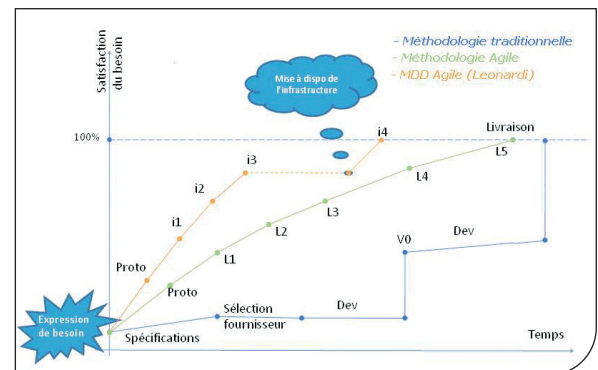 Satisfaction
du besoin
- Méthodologie traditionnelle
- Méthodologie Agile
- MDD Agile (Leonardi)
Mise à dispo de
l'infrastructure
100%
Livraison
i4
L5
i3
L4
i2
L3
i1
L2
V0
Dev
L1
Proto
Proto
Sélection
fournisseur
Dev
Expression
de besoin
Spécifications
Temps